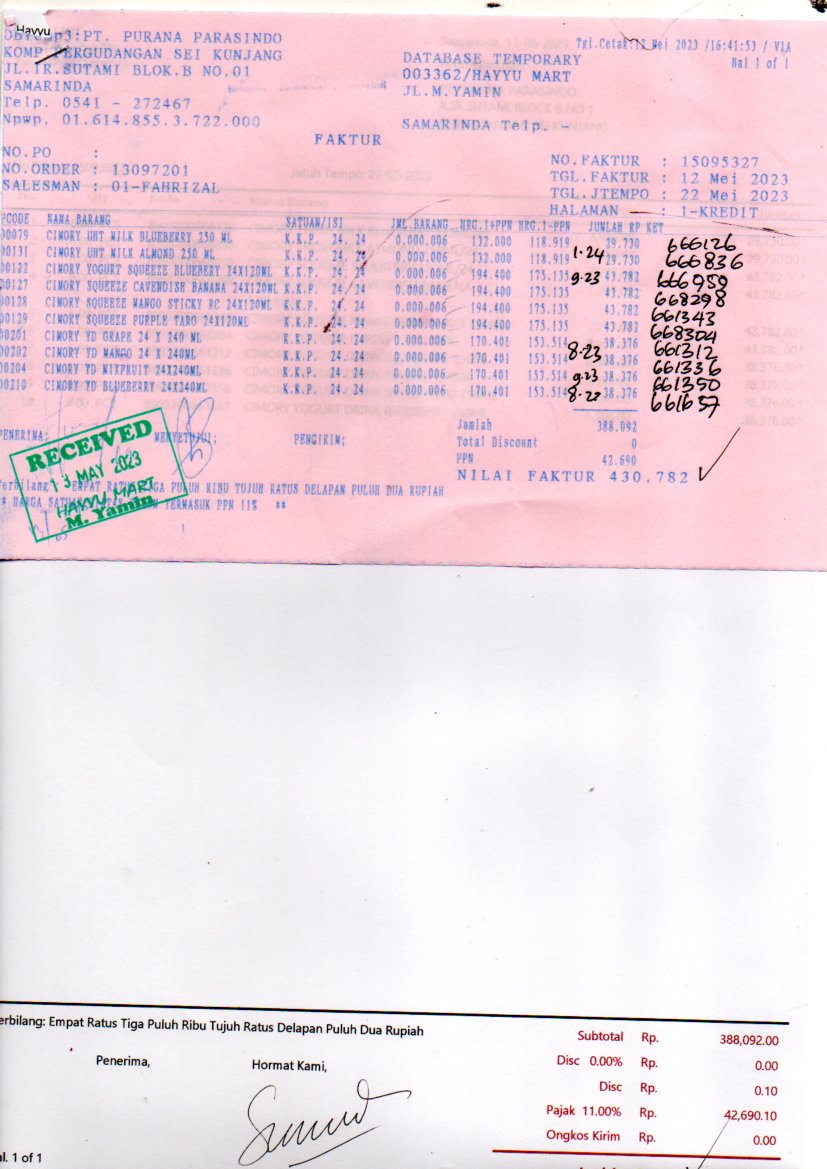 Hayyu
DBTemp3:PT. PURANA PARASINDO
KOMP PERGUDANGAN SEI KUNJANG
JL.IR.SUTAMI BLOK.B NO.01
SAMARINDA
Telp. 0541 - 272467
Npwp. 01.614.855.3.722.000
Tgl.Cetak:12 Mei 2023 /16:41:53 / VIA
Hal 1 of 1
DATABASE TEMPORARY
003362/HAYYU MART
JL.M.YAMIN
SAMARINDA Telp. -
FAKTUR
NO.PO :
NO.ORDER : 13097201
SALESMAN : 01-FAHRIZAL
NO.FAKTUR : 15095327
TGL.FAKTUR : 12 Mei 2023
TGL.JTEMPO : 22 Mei 2023
HALAMAN : 1-KREDIT
PCODE NAMA BARANG SATUAN/ISI JML.BARANG HRG.1+PPN HRG.1-PPN JUMLAH RP KET
00079 CIMORY UHT MILK BLUEBERRY 250 ML K.K.P. 24. 24 0.000.006 132.000 118.919 29.730 666126
00131 CIMORY UHT MILK ALMOND 250 ML K.K.P. 24. 24 0.000.006 132.000 118.919 1.24 29.730 666836
00122 CIMORY YOGURT SQUEEZE BLUEBERY 24X120ML K.K.P. 24. 24 0.000.006 194.400 175.135 9.23 43.782 666959
00127 CIMORY SQUEEZE CAVENDISH BANANA 24X120ML K.K.P. 24. 24 0.000.006 194.400 175.135 43.782 668298
00128 CIMORY SQUEEZE MANGO STICKY RC 24X120ML K.K.P. 24. 24 0.000.006 194.400 175.135 43.782 661343
00129 CIMORY SQUEEZE PURPLE TARO 24X120ML K.K.P. 24. 24 0.000.006 194.400 175.135 43.782 668304
00201 CIMORY YD GRAPE 24 X 240 ML K.K.P. 24. 24 0.000.006 170.401 153.514 38.376 661312
00202 CIMORY YD MANGO 24 X 240ML K.K.P. 24. 24 0.000.006 170.401 153.514 8.23 38.376 661336
00204 CIMORY YD MIXFRUIT 24X240ML K.K.P. 24. 24 0.000.006 170.401 153.514 9.23 38.376 661350
00210 CIMORY YD BLUEBERRY 24X240ML K.K.P. 24. 24 0.000.006 170.401 153.514 38.376 661657
PENERIMA; MENYETUJUI; PENGIRIM;
Jumlah 388.092
Total Discount 0
PPN 42.690
NILAI FAKTUR 430.782
RECEIVED
13 MAY 2023
HAYYU MART
M. Yamin
Terbilang : EMPAT RATUS TIGA PULUH RIBU TUJUH RATUS DELAPAN PULUH DUA RUPIAH
* HARGA SATUAN TERMASUK PPN 11% **
erbilang: Empat Ratus Tiga Puluh Ribu Tujuh Ratus Delapan Puluh Dua Rupiah
Penerima, Hormat Kami,
Subtotal Rp. 388,092.00
Disc 0.00% Rp. 0.00
Disc Rp. 0.10
Pajak 11.00% Rp. 42,690.10
Ongkos Kirim Rp. 0.00
al. 1 of 1